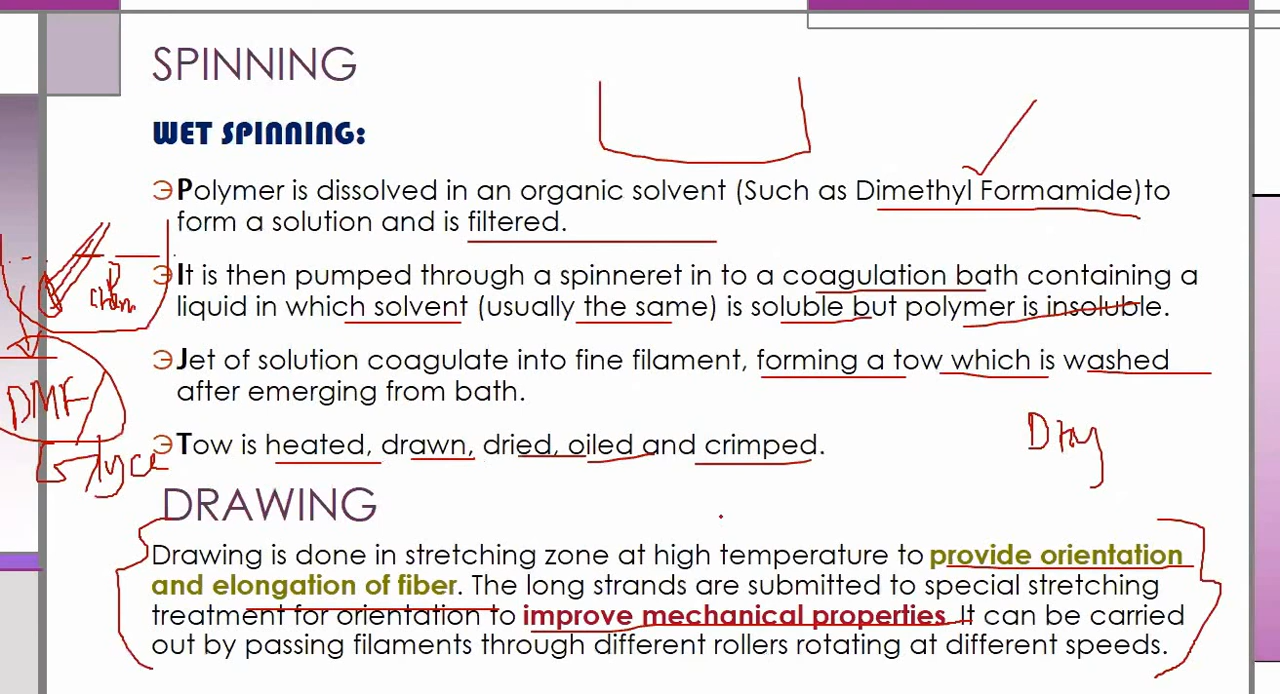 SPINNING
WET SPINNING:
Polymer is dissolved in an organic solvent (Such as Dimethyl Formamide)to
form a solution and is filtered.
It is then pumped through a spinneret in to a coagulation bath containing a
liquid in which solvent (usually the same) is soluble but polymer is insoluble.
Jet of solution coagulate into fine filament, forming a tow which is washed
after emerging from bath.
DMF
Tow is heated, drawn, dried, oiled and crimped.
DRAWING
Drawing is done in stretching zone at high temperature to provide orientation
and elongation of fiber. The long strands are submitted to special stretching
treatment for orientation to improve mechanical properties. It can be carried
out by passing filaments through different rollers rotating at different speeds.